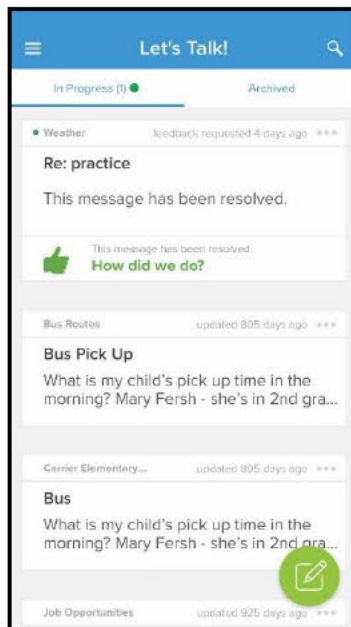 Let's Talk!
In Progress (1)
Archived
Weather
feedback requested 4 days ago
Re: practice
This message has been resolved.
This message has been resolved.
How did we do?
Bus Routes
updated 805 days ago
Bus Pick Up
What is my child's pick up time in the
morning? Mary Fersh - she's in 2nd gra...
Carrier Elementary...
updated 805 days ago
Bus
What is my child's pick up time in the
morning? Mary Fersh - she's in 2nd gra...
Job Opportunities
updated 925 days ago